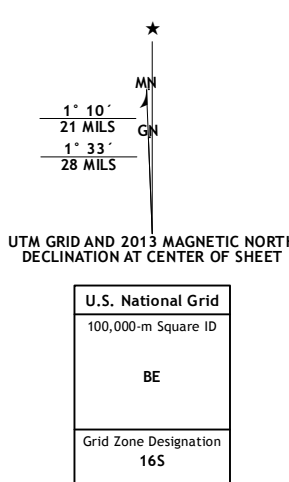 ★
MN
1° 10´
21 MILS
GN
1° 33´
28 MILS
UTM GRID AND 2013 MAGNETIC NORTH
DECLINATION AT CENTER OF SHEET
U.S. National Grid
100,000-m Square ID
BE
Grid Zone Designation
16S